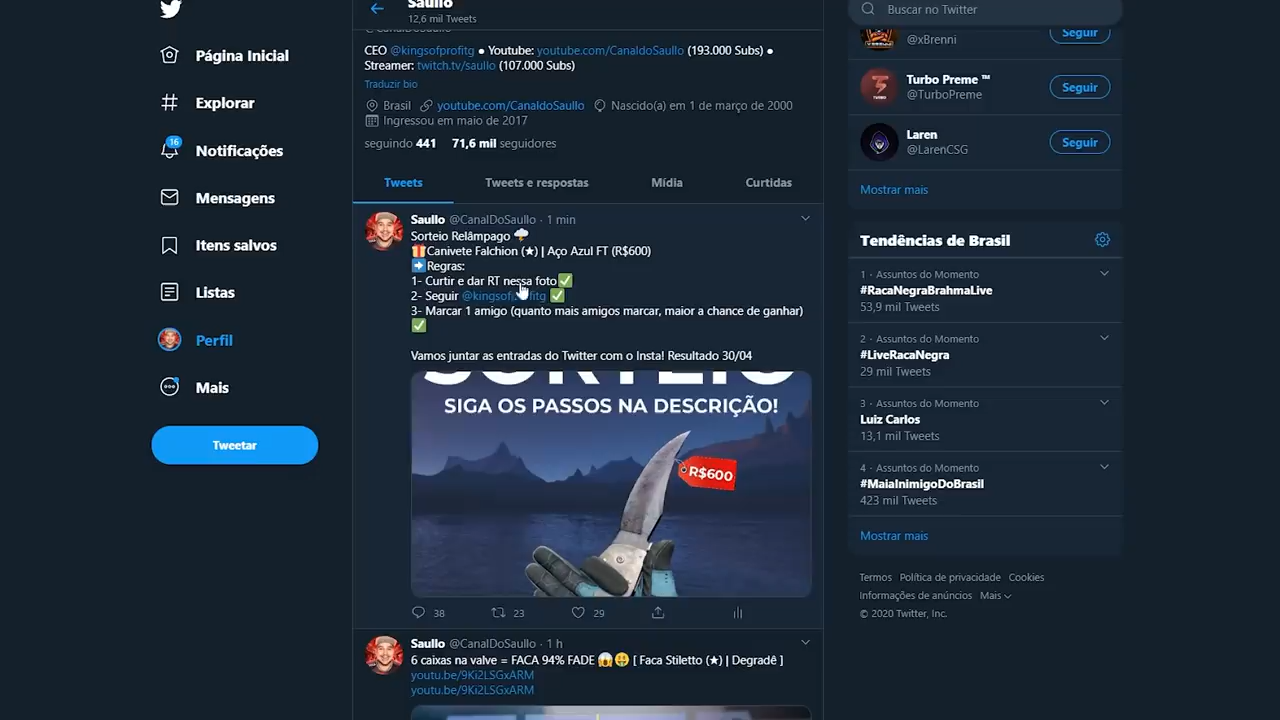 Página Inicial
Explorar
16
Notificações
Mensagens
Itens salvos
Listas
Perfil
Mais
Tweetar
Saullo
12,6 mil Tweets
CEO @kingsofprofitg ● Youtube: youtube.com/CanaldoSaullo (193.000 Subs) ●
Streamer: twitch.tv/saullo (107.000 Subs)
Traduzir bio
Brasil youtube.com/CanaldoSaullo Nascido(a) em 1 de março de 2000
Ingressou em maio de 2017
seguindo 441 71,6 mil seguidores
Tweets Tweets e respostas Mídia Curtidas
Saullo @CanalDoSaullo · 1 min
Sorteio Relâmpago 🌩️
🎁Canivete Falchion (★) | Aço Azul FT (R$600)
➡️Regras:
1- Curtir e dar RT nessa foto✅
2- Seguir @kingsofprofitg ✅
3- Marcar 1 amigo (quanto mais amigos marcar, maior a chance de ganhar)
✅
Vamos juntar as entradas do Twitter com o Insta! Resultado 30/04
SORTEIO
SIGA OS PASSOS NA DESCRIÇÃO!
R$600
38 23 29
Saullo @CanalDoSaullo · 1 h
6 caixas na valve = FACA 94% FADE 😱🤑 [ Faca Stiletto (★) | Degradê ]
youtu.be/9Ki2LSGxARM
youtu.be/9Ki2LSGxARM
Buscar no Twitter
@xBrenni
Seguir
Turbo Preme ™
@TurboPreme
Seguir
Laren
@LarenCSG
Seguir
Mostrar mais
Tendências de Brasil
1 · Assuntos do Momento
#RacaNegraBrahmaLive
53,9 mil Tweets
2 · Assuntos do Momento
#LiveRacaNegra
29 mil Tweets
3 · Assuntos do Momento
Luiz Carlos
13,1 mil Tweets
4 · Assuntos do Momento
#MaiaInimigoDoBrasil
423 mil Tweets
Mostrar mais
Termos Política de privacidade Cookies
Informações de anúncios Mais
© 2020 Twitter, Inc.